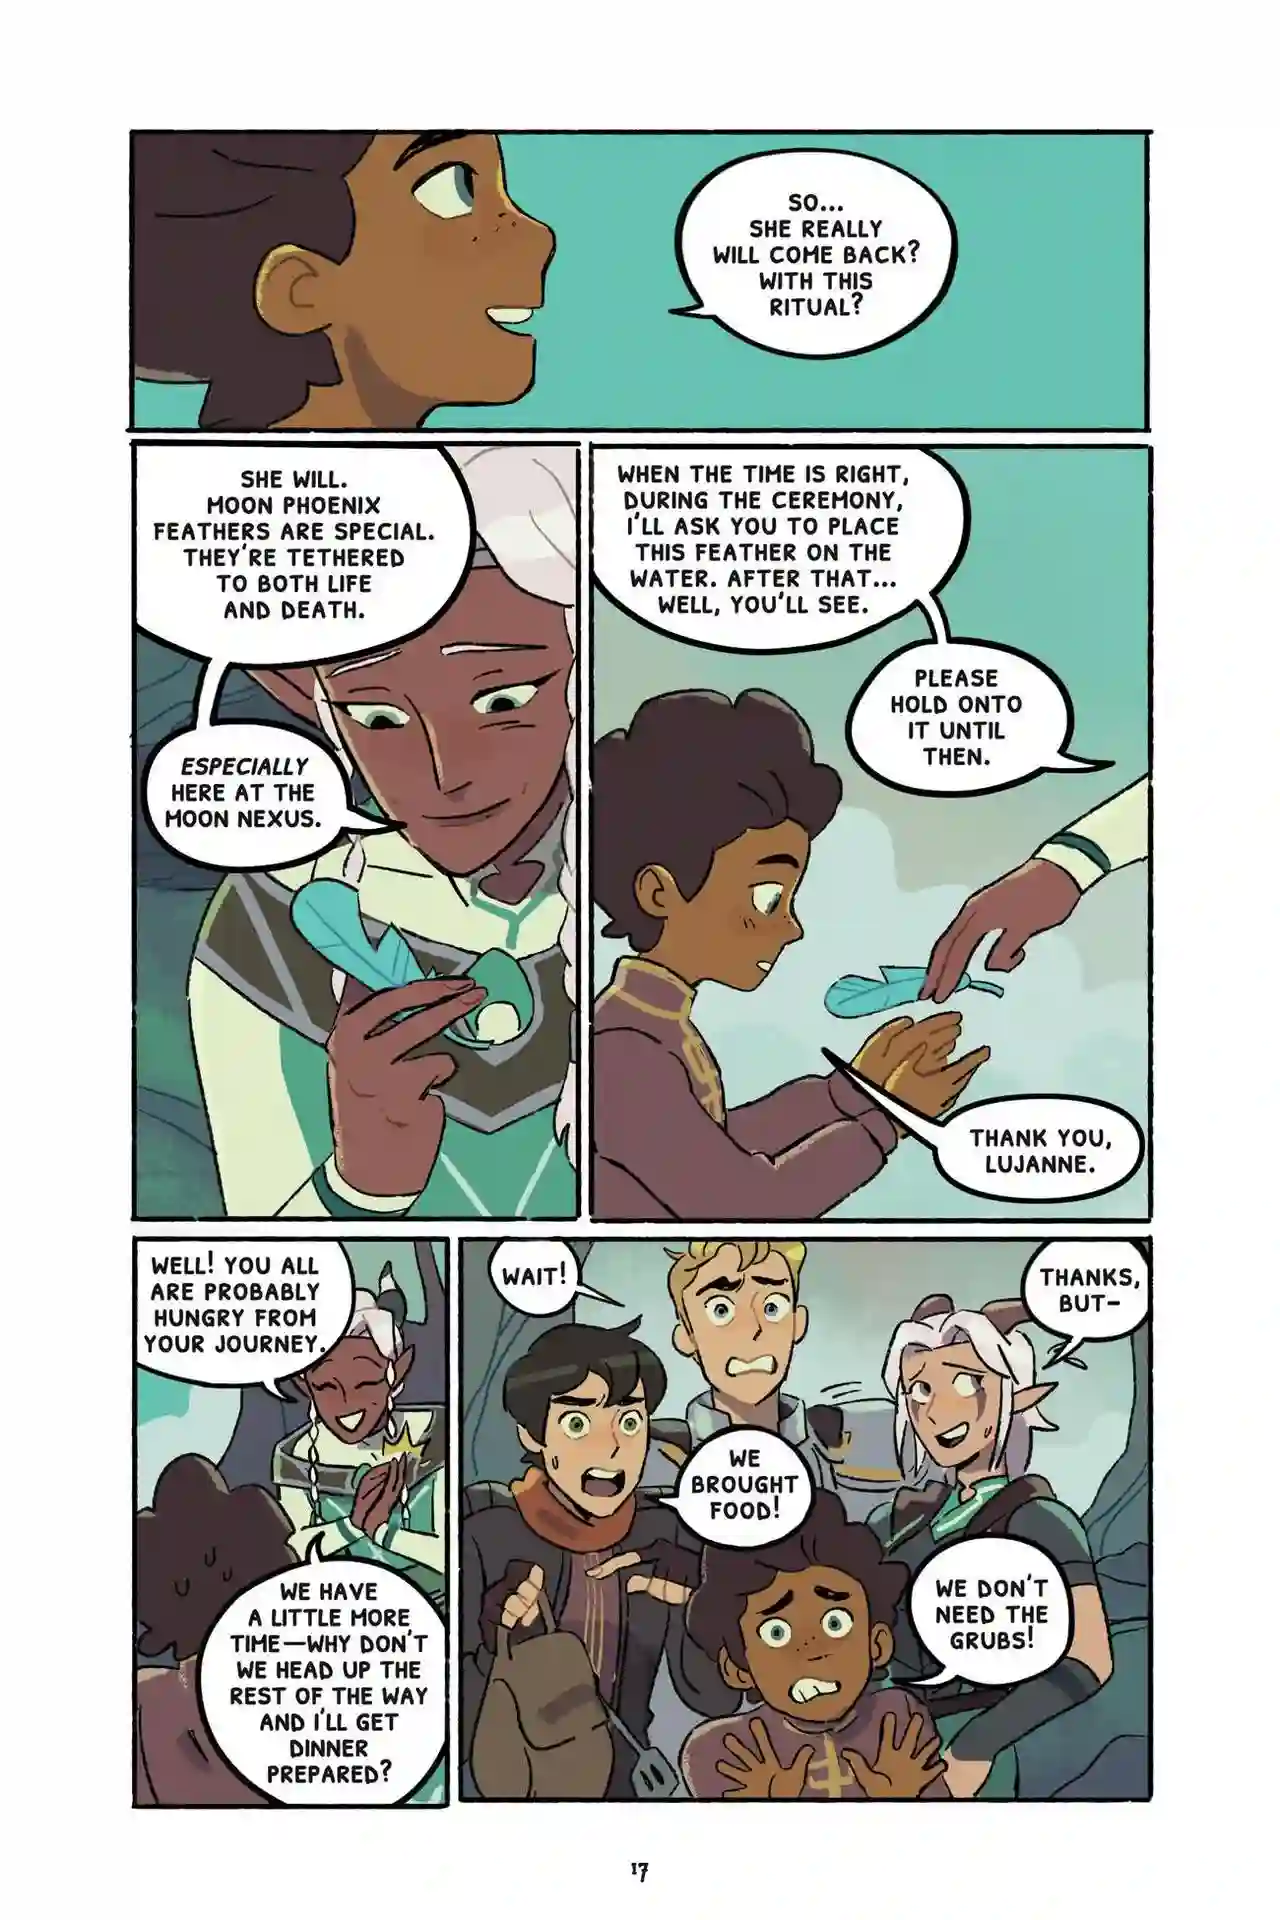 SO...
SHE REALLY
WILL COME BACK?
WITH THIS
RITUAL?
SHE WILL.
MOON PHOENIX
FEATHERS ARE SPECIAL.
THEY'RE TETHERED
TO BOTH LIFE
AND DEATH.
ESPECIALLY
HERE AT THE
MOON NEXUS.
WHEN THE TIME IS RIGHT,
DURING THE CEREMONY,
I'LL ASK YOU TO PLACE
THIS FEATHER ON THE
WATER. AFTER THAT...
WELL, YOU'LL SEE.
PLEASE
HOLD ONTO
IT UNTIL
THEN.
THANK YOU,
LUJANNE.
WELL! YOU ALL
ARE PROBABLY
HUNGRY FROM
YOUR JOURNEY.
WE HAVE
A LITTLE MORE
TIME—WHY DON'T
WE HEAD UP THE
REST OF THE WAY
AND I'LL GET
DINNER
PREPARED?
WAIT!
THANKS,
BUT–
WE
BROUGHT
FOOD!
WE DON'T
NEED THE
GRUBS!
17